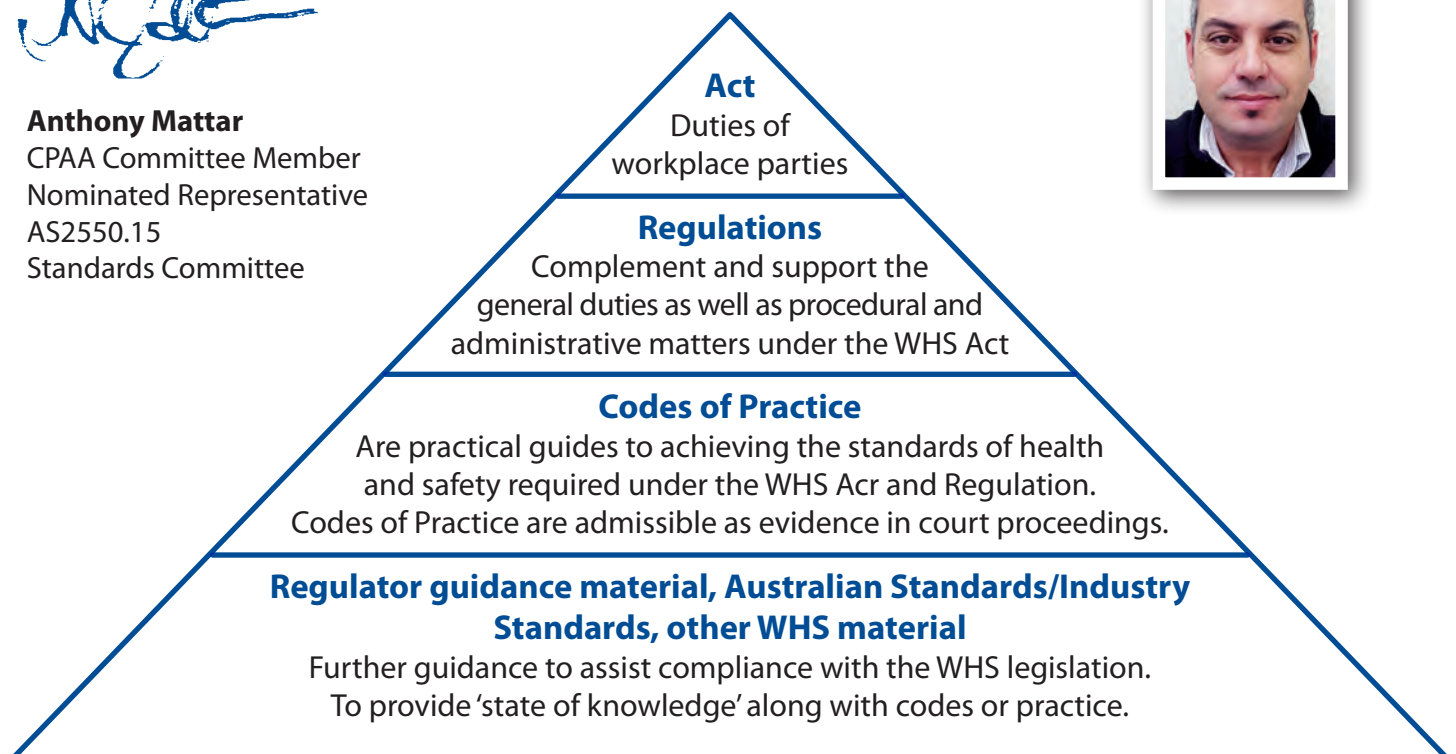 Anthony Mattar
CPAA Committee Member
Nominated Representative
AS2550.15
Standards Committee
Act
Duties of
workplace parties
Regulations
Complement and support the
general duties as well as procedural and
administrative matters under the WHS Act
Codes of Practice
Are practical guides to achieving the standards of health
and safety required under the WHS Acr and Regulation.
Codes of Practice are admissible as evidence in court proceedings.
Regulator guidance material, Australian Standards/Industry
Standards, other WHS material
Further guidance to assist compliance with the WHS legislation.
To provide ‘state of knowledge’ along with codes or practice.